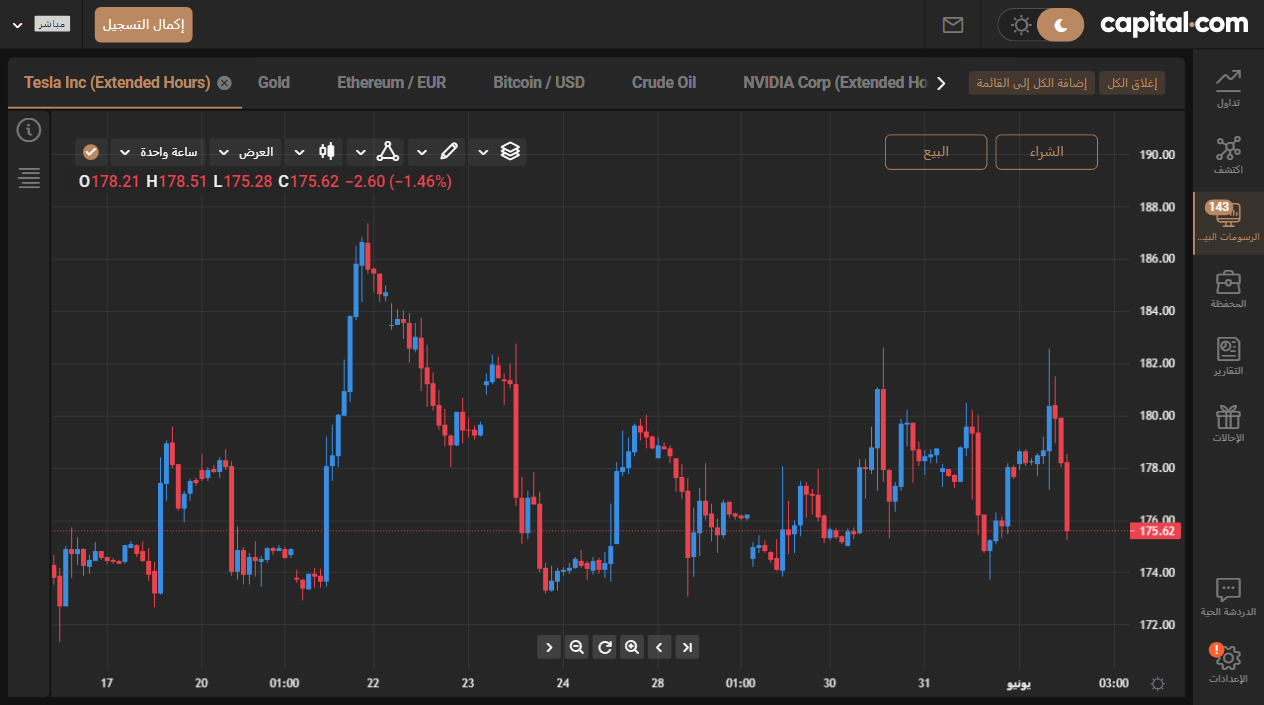 capital.com
إكمال التسجيل
مباشر
Tesla Inc (Extended Hours)
Gold
Ethereum / EUR
Bitcoin / USD
Crude Oil
NVIDIA Corp (Extended Ho
إضافة الكل إلى القائمة
إغلاق الكل
ساعة واحدة
العرض
O178.21 H178.51 L175.28 C175.62 −2.60 (−1.46%)
البيع
الشراء
190.00
188.00
186.00
184.00
182.00
180.00
178.00
176.00
175.62
174.00
172.00
17
20
01:00
22
23
24
28
01:00
30
31
يونيو
03:00
تداول
اكتشف
143
الرسومات البيـ...
المحفظة
التقارير
الإحالات
الدردشة الحية
!
الإعدادات